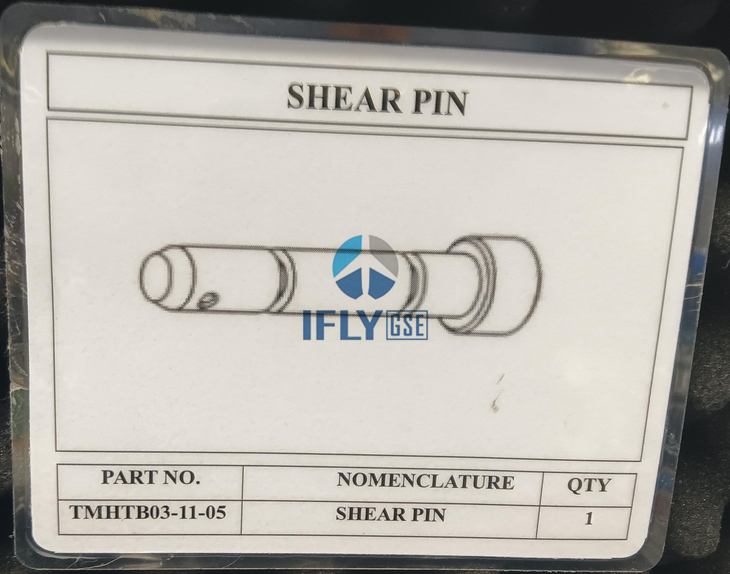 SHEAR PIN
IFLY GSE
PART NO. NOMENCLATURE QTY
TMHTB03-11-05 SHEAR PIN 1